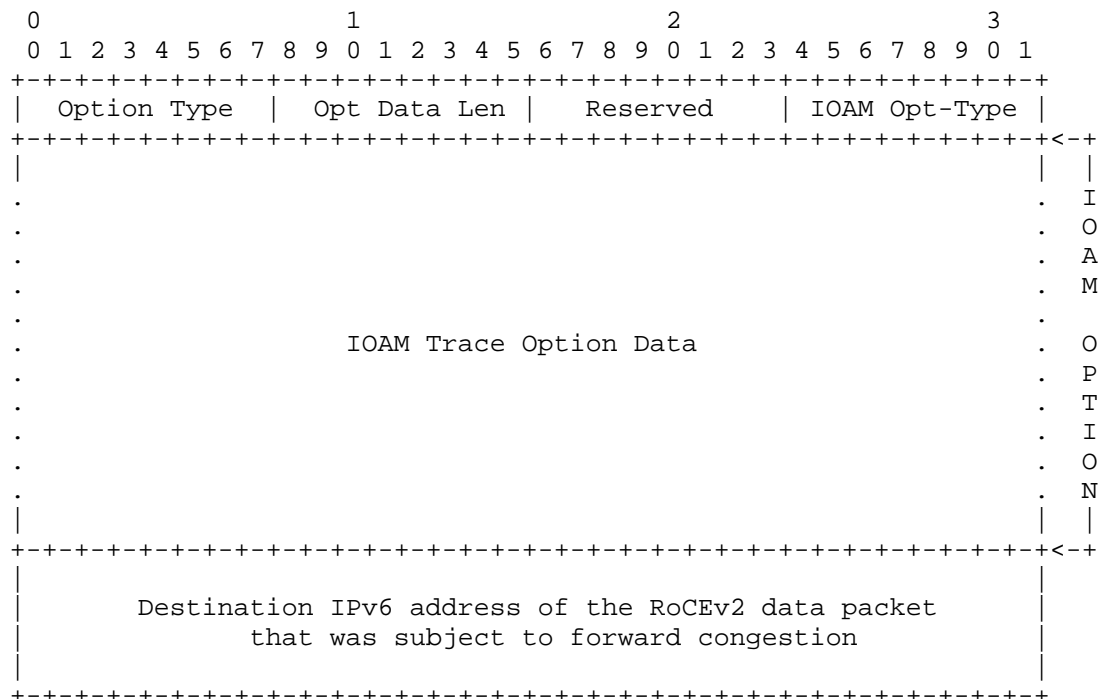 0                   1                   2                   3
 0 1 2 3 4 5 6 7 8 9 0 1 2 3 4 5 6 7 8 9 0 1 2 3 4 5 6 7 8 9 0 1
+-+-+-+-+-+-+-+-+-+-+-+-+-+-+-+-+-+-+-+-+-+-+-+-+-+-+-+-+-+-+-+-+
|  Option Type  |  Opt Data Len |   Reserved    | IOAM Opt-Type |
+-+-+-+-+-+-+-+-+-+-+-+-+-+-+-+-+-+-+-+-+-+-+-+-+-+-+-+-+-+-+-+-+<-+
|                                                               |  |
.                                                               .  I
.                                                               .  O
.                                                               .  A
.                                                               .  M
.                                                               .
.                    IOAM Trace Option Data                     .  O
.                                                               .  P
.                                                               .  T
.                                                               .  I
.                                                               .  O
.                                                               .  N
|                                                               |  |
+-+-+-+-+-+-+-+-+-+-+-+-+-+-+-+-+-+-+-+-+-+-+-+-+-+-+-+-+-+-+-+-+<-+
|                                                               |
|       Destination IPv6 address of the RoCEv2 data packet      |
|              that was subject to forward congestion           |
|                                                               |
+-+-+-+-+-+-+-+-+-+-+-+-+-+-+-+-+-+-+-+-+-+-+-+-+-+-+-+-+-+-+-+-+